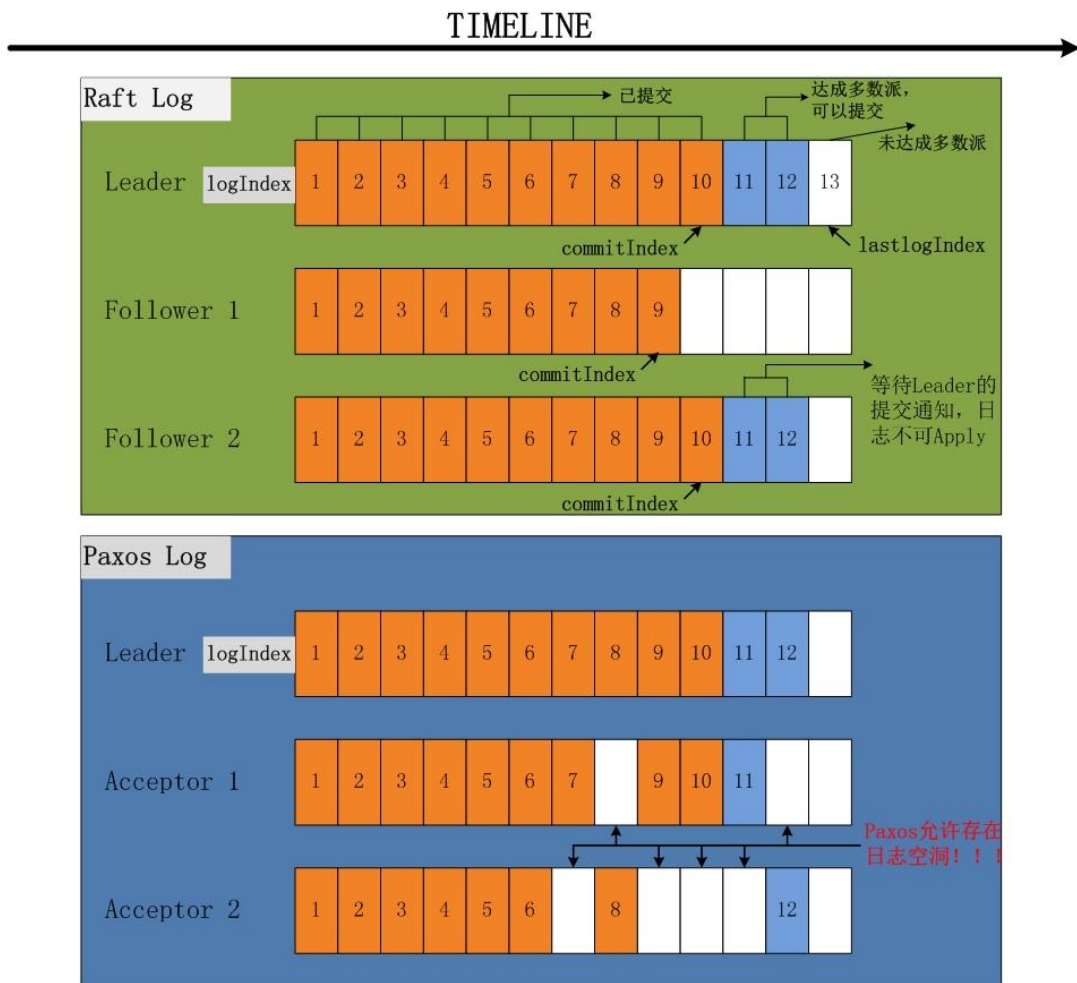 TIMELINE
Raft Log
已提交
达成多数派，
可以提交
未达成多数派
Leader logIndex 1 2 3 4 5 6 7 8 9 10 11 12 13
commitIndex lastlogIndex
Follower 1 1 2 3 4 5 6 7 8 9
commitIndex
等待Leader的
提交通知，日
志不可Apply
Follower 2 1 2 3 4 5 6 7 8 9 10 11 12
commitIndex
Paxos Log
Leader logIndex 1 2 3 4 5 6 7 8 9 10 11 12
Acceptor 1 1 2 3 4 5 6 7 9 10 11
Paxos允许存在
日志空洞！！！
Acceptor 2 1 2 3 4 5 6 8 12